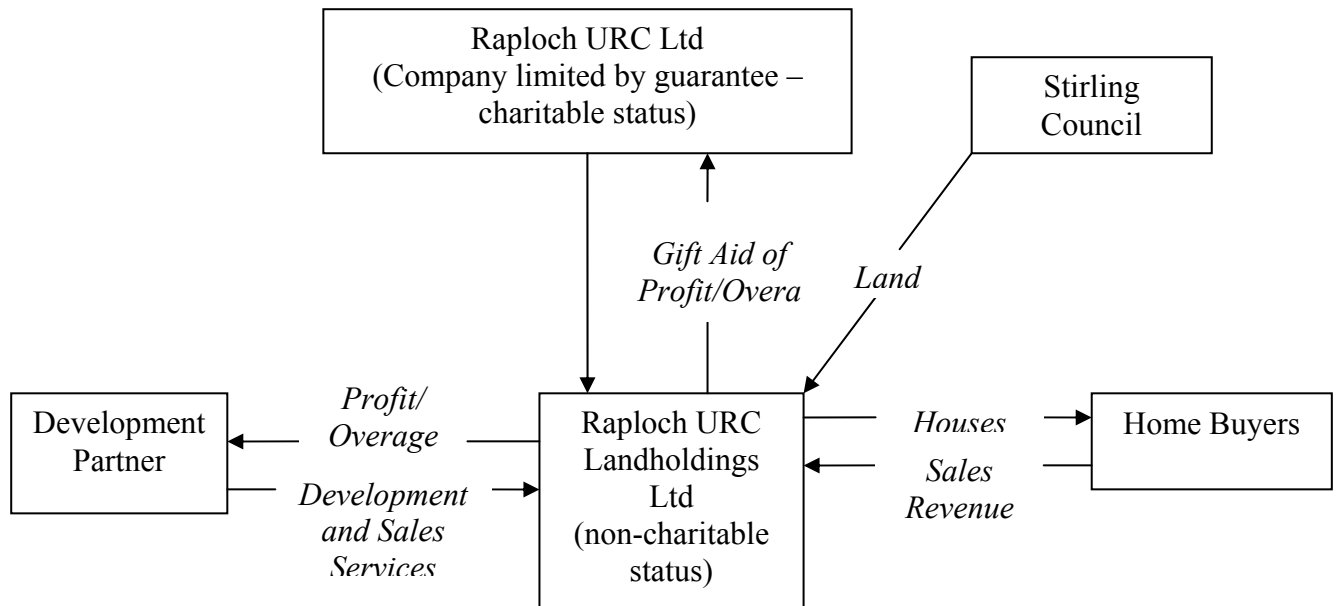 Raploch URC Ltd
(Company limited by guarantee –
charitable status)
Stirling
Council
Gift Aid of
Profit/Overa
Land
Profit/
Overage
Development
Partner
Development
and Sales
Services
Raploch URC
Landholdings
Ltd
(non-charitable
status)
Houses
Sales
Revenue
Home Buyers